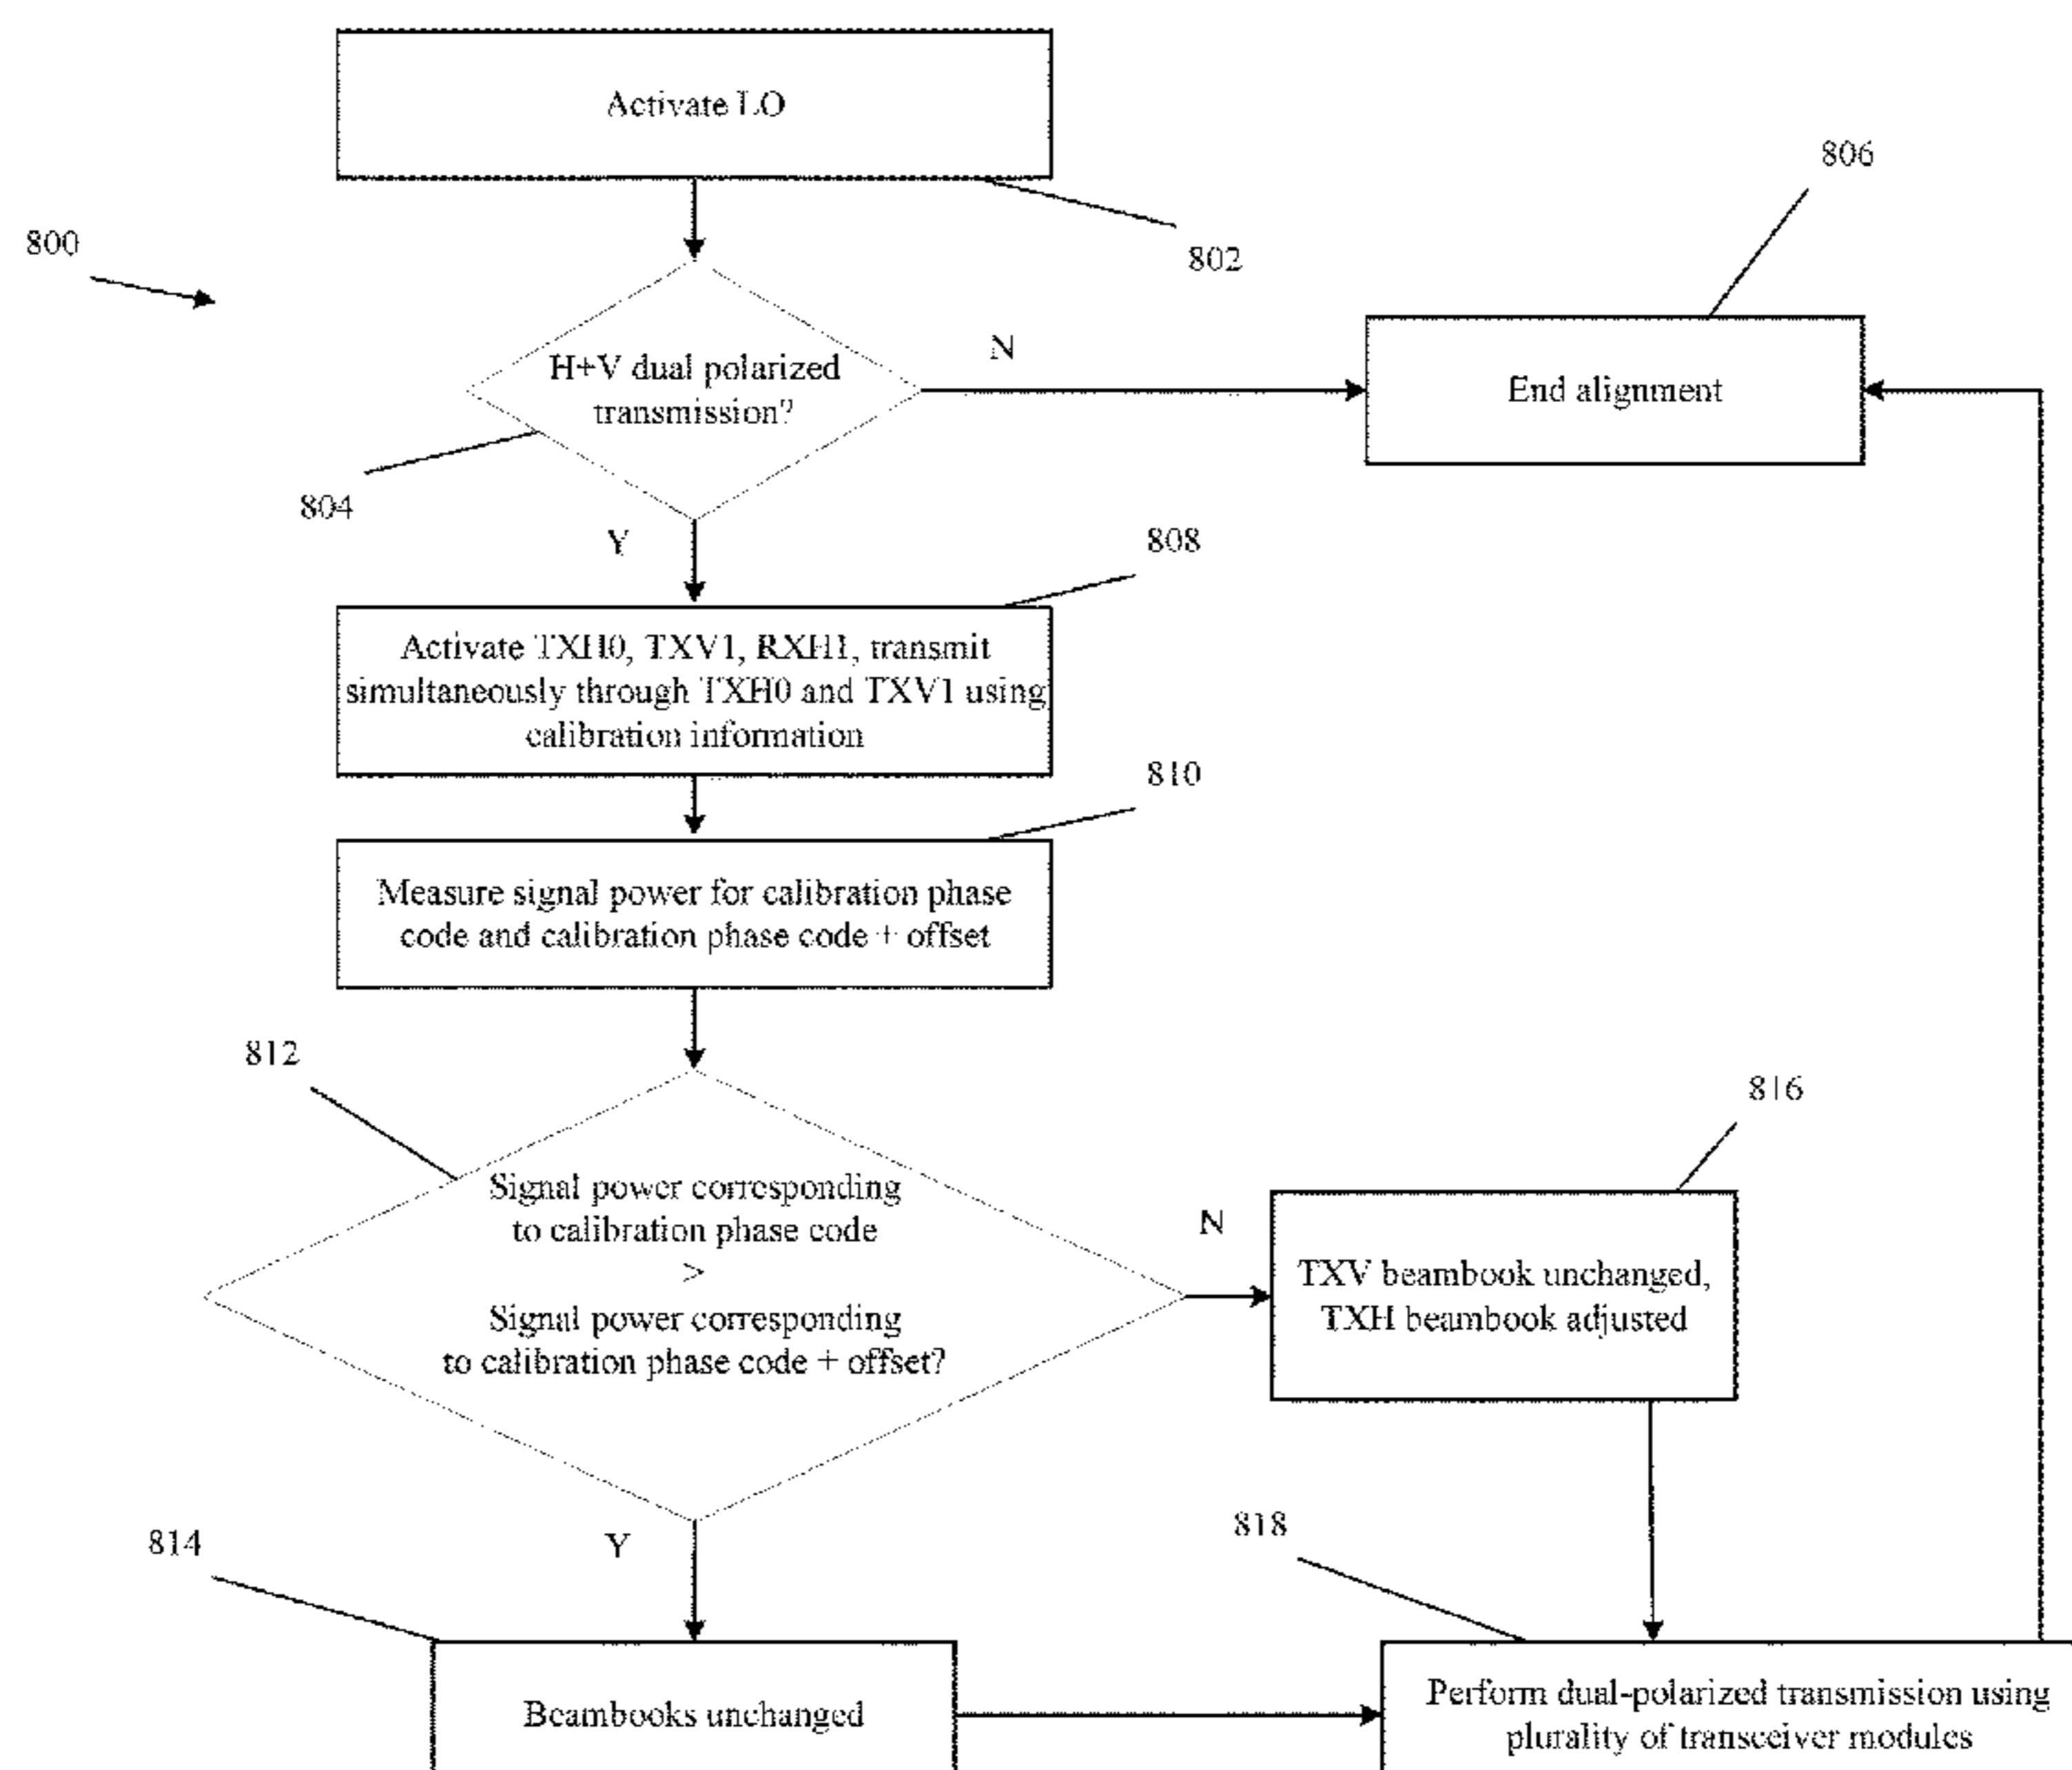 Activate LO
802
800
H+V dual polarized
transmission?
804
N
806
End alignment
Y
808
Activate TXH0, TXV1, RXH1, transmit
simultaneously through TXH0 and TXV1 using
calibration information
810
Measure signal power for calibration phase
code and calibration phase code + offset
812
Signal power corresponding
to calibration phase code
>
Signal power corresponding
to calibration phase code + offset?
N
816
TXV beambook unchanged,
TXH beambook adjusted
Y
814
Beambooks unchanged
818
Perform dual-polarized transmission using
plurality of transceiver modules